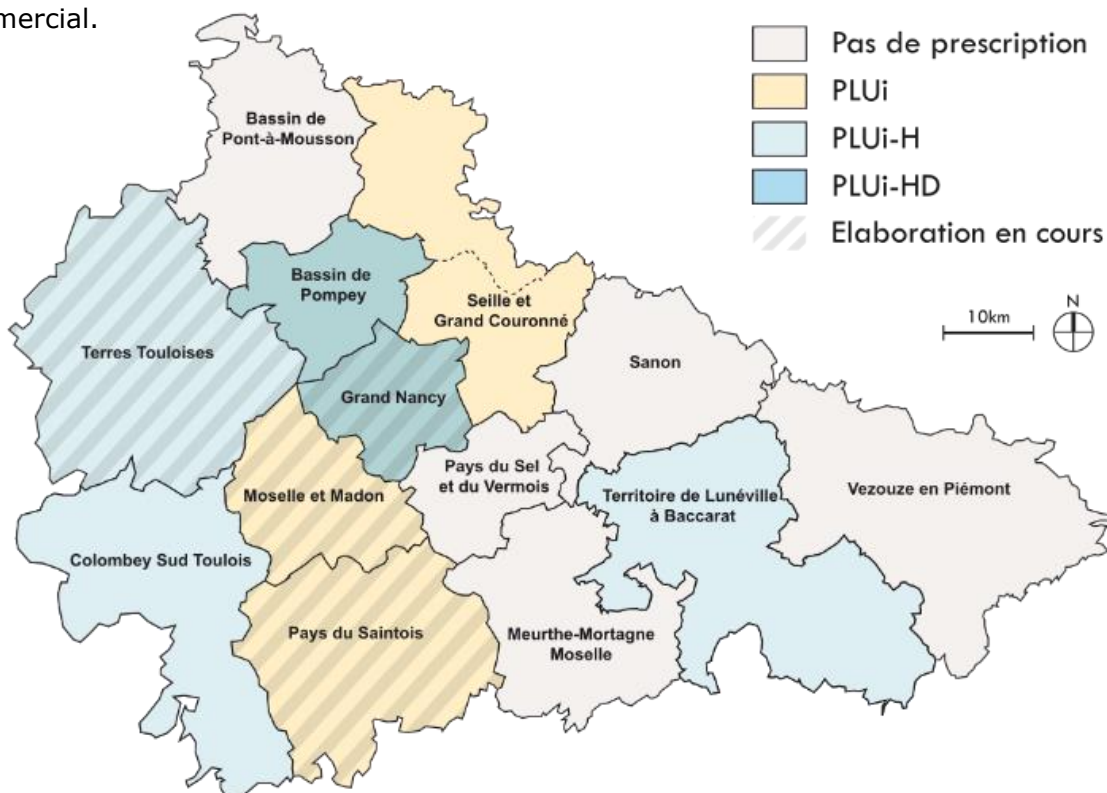 mercial.
Pas de prescription
PLUi
PLUi-H
PLUi-HD
Elaboration en cours
N
10km
Bassin de
Pont-à-Mousson
Bassin de
Pompey
Seille et
Grand Couronné
Terres Touloises
Sanon
Grand Nancy
Pays du Sel
et du Vermois
Moselle et Madon
Territoire de Lunéville
à Baccarat
Vezouze en Piémont
Colombey Sud Toulois
Pays du Saintois
Meurthe-Mortagne
Moselle